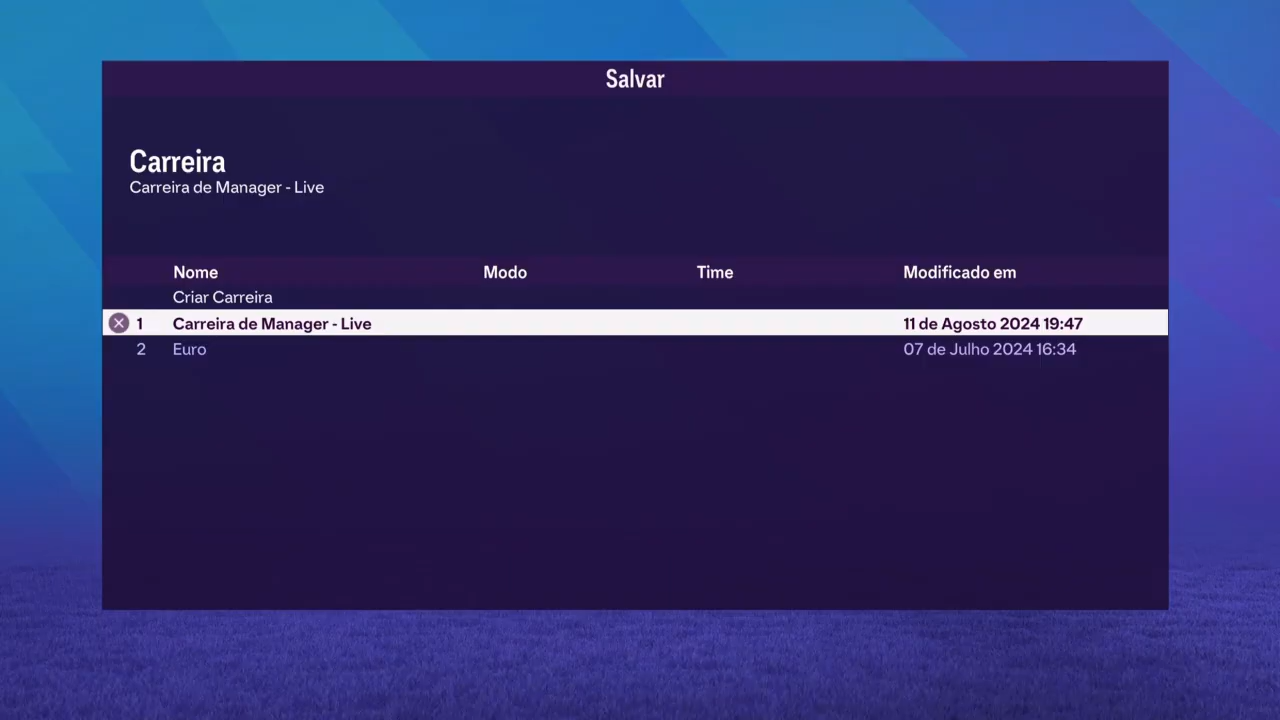 Salvar
Carreira
Carreira de Manager - Live
Nome Modo Time Modificado em
Criar Carreira
1 Carreira de Manager - Live 11 de Agosto 2024 19:47
2 Euro 07 de Julho 2024 16:34